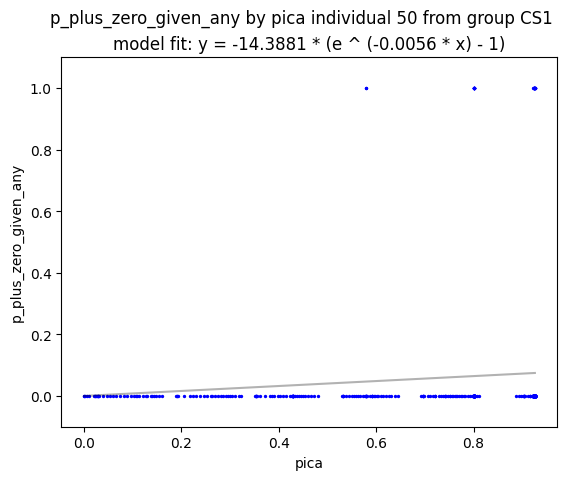 p_plus_zero_given_any by pica individual 50 from group CS1
model fit: y = -14.3881 * (e ^ (-0.0056 * x) - 1)
1.0
0.8
0.6
0.4
0.2
0.0
p_plus_zero_given_any
0.0 0.2 0.4 0.6 0.8
pica